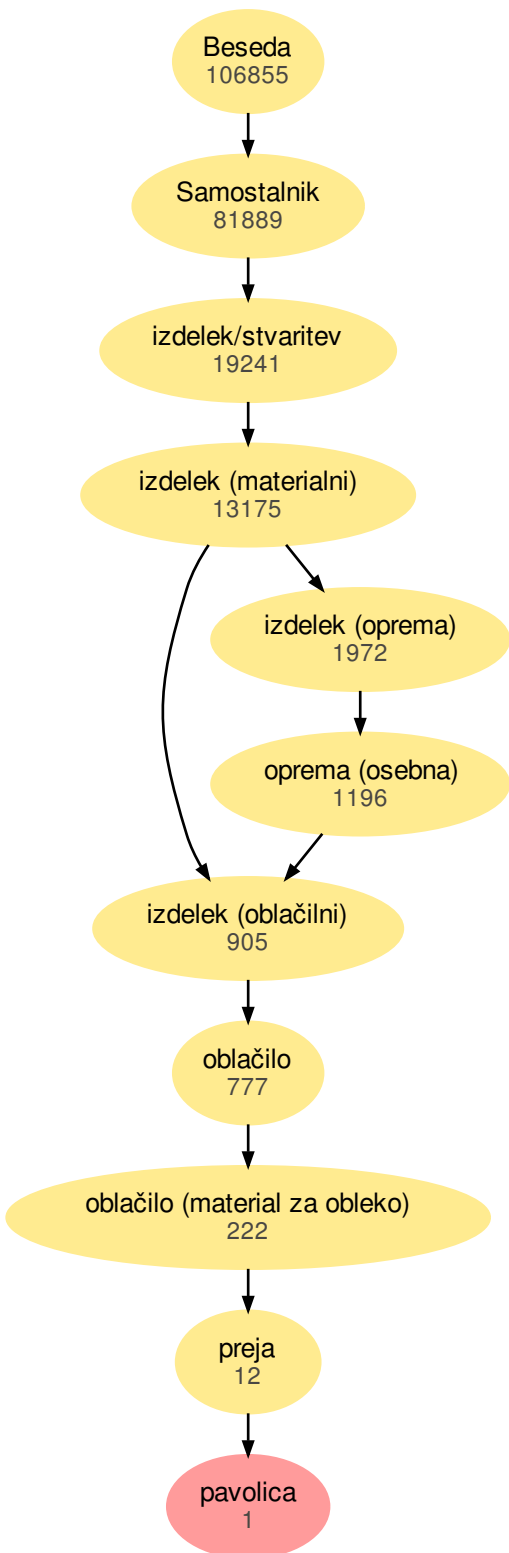 Beseda
106855
Samostalnik
81889
izdelek/stvaritev
19241
izdelek (materialni)
13175
izdelek (oprema)
1972
oprema (osebna)
1196
izdelek (oblačilni)
905
oblačilo
777
oblačilo (material za obleko)
222
preja
12
pavolica
1